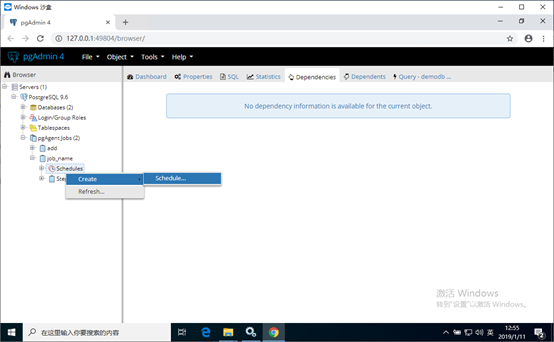 Windows 沙盒
pgAdmin 4
127.0.0.1:49804/browser/
pgAdmin 4
File
Object
Tools
Help
Browser
Dashboard
Properties
SQL
Statistics
Dependencies
Dependents
Query - demodb ...
Servers (1)
PostgreSQL 9.6
Databases (2)
Login/Group Roles
Tablespaces
pgAgent Jobs (2)
add
job_name
Schedules
Ste
Create
Schedule...
Refresh...
No dependency information is available for the current object.
激活 Windows
转到"设置"以激活 Windows。
在这里输入你要搜索的内容
英
12:55
2019/1/11
2